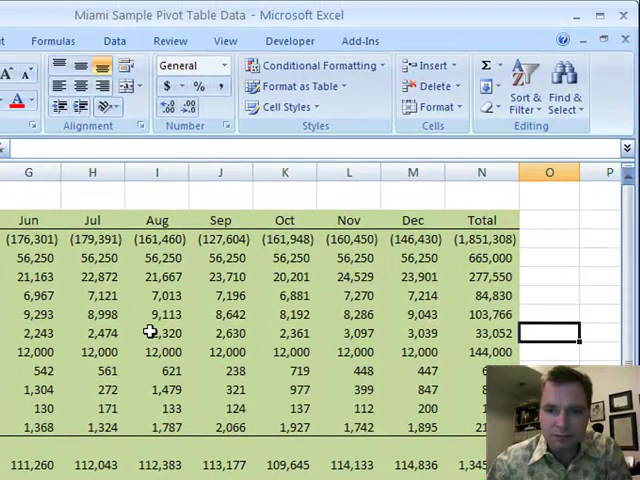 Miami Sample Pivot Table Data - Microsoft Excel
Formulas Data Review View Developer Add-Ins
A A General Conditional Formatting Insert Σ
$ % , Format as Table Delete
A Cell Styles Format Sort & Filter Find & Select
Alignment Number Styles Cells Editing
G H I J K L M N O P
Jun Jul Aug Sep Oct Nov Dec Total
(176,301) (179,391) (161,460) (127,604) (161,948) (160,450) (146,430) (1,851,308)
56,250 56,250 56,250 56,250 56,250 56,250 56,250 665,000
21,163 22,872 21,667 23,710 20,201 24,529 23,901 277,550
6,967 7,121 7,013 7,196 6,881 7,270 7,214 84,830
9,293 8,998 9,113 8,642 8,192 8,286 9,043 103,766
2,243 2,474 2,320 2,630 2,361 3,097 3,039 33,052
12,000 12,000 12,000 12,000 12,000 12,000 12,000 144,000
542 561 621 238 719 448 447
1,304 272 1,479 321 977 399 847
130 171 133 124 137 112 200
1,368 1,324 1,787 2,066 1,927 1,742 1,895
111,260 112,043 112,383 113,177 109,645 114,133 114,836